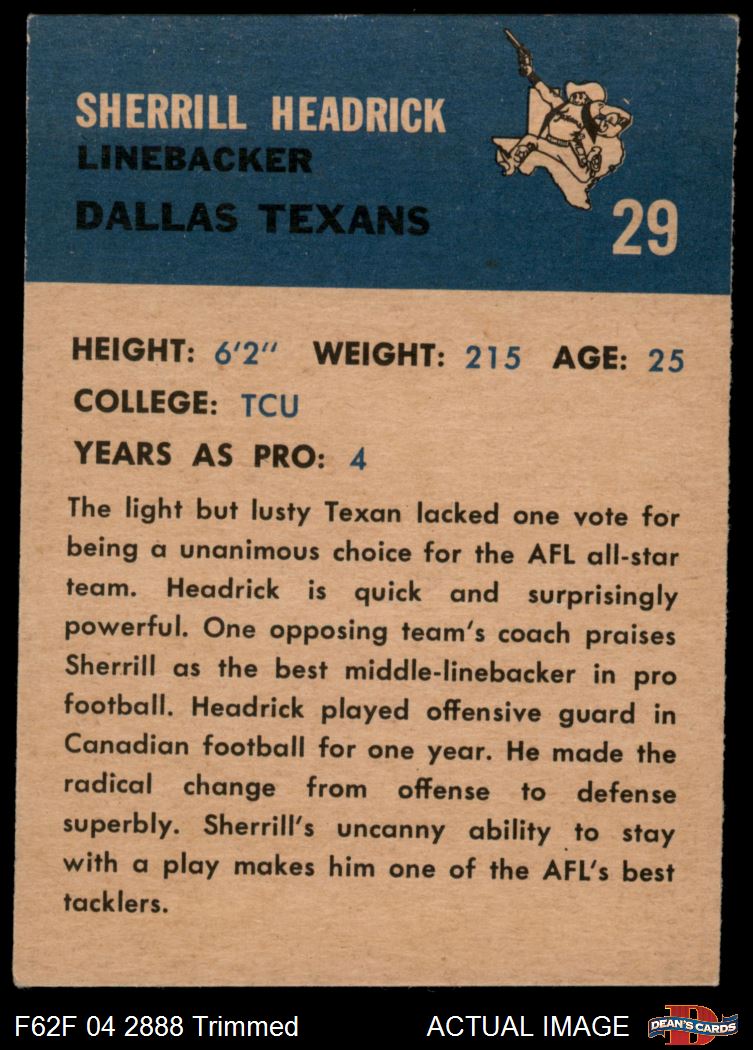 SHERRILL HEADRICK
LINEBACKER
DALLAS TEXANS
29
HEIGHT: 6'2" WEIGHT: 215 AGE: 25
COLLEGE: TCU
YEARS AS PRO: 4
The light but lusty Texan lacked one vote for
being a unanimous choice for the AFL all-star
team. Headrick is quick and surprisingly
powerful. One opposing team's coach praises
Sherrill as the best middle-linebacker in pro
football. Headrick played offensive guard in
Canadian football for one year. He made the
radical change from offense to defense
superbly. Sherrill's uncanny ability to stay
with a play makes him one of the AFL's best
tacklers.
F62F 04 2888 Trimmed
ACTUAL IMAGE
D
DEAN'S CARDS